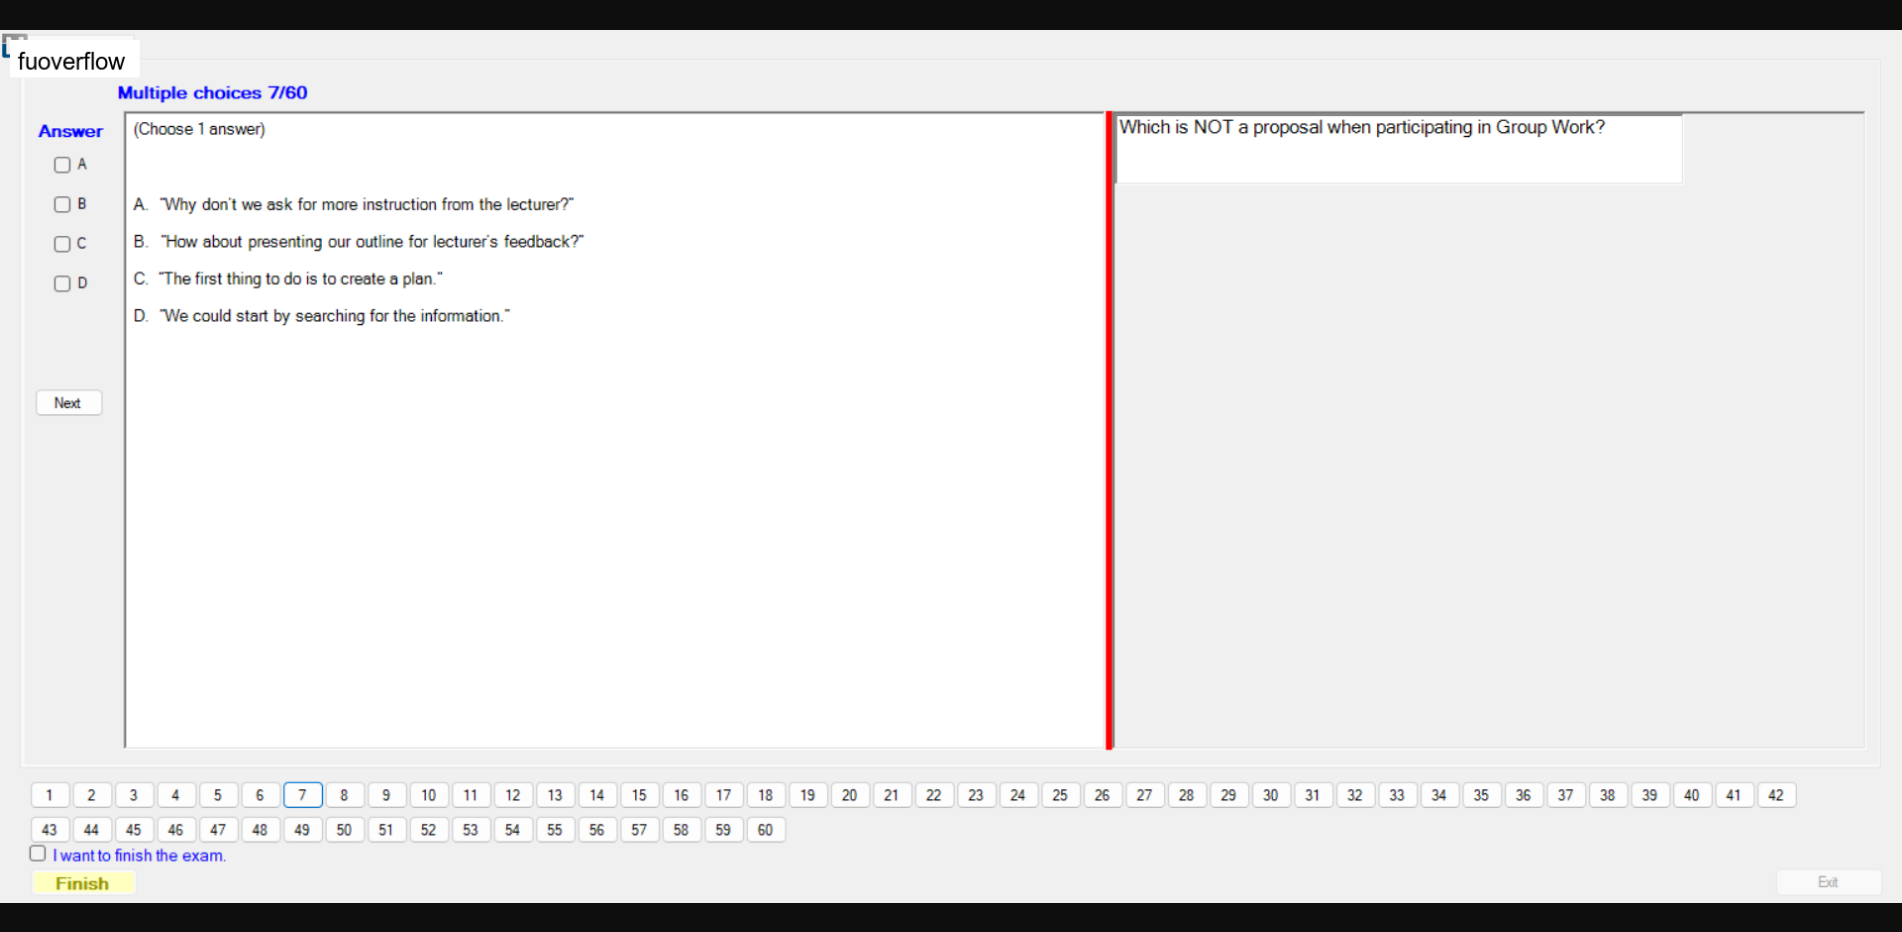 fuoverflow
Multiple choices 7/60
Answer
(Choose 1 answer)
A
B
C
D
A. "Why don't we ask for more instruction from the lecturer?"
B. "How about presenting our outline for lecturer's feedback?"
C. "The first thing to do is to create a plan."
D. "We could start by searching for the information."
Next
Which is NOT a proposal when participating in Group Work?
1 2 3 4 5 6 7 8 9 10 11 12 13 14 15 16 17 18 19 20 21 22 23 24 25 26 27 28 29 30 31 32 33 34 35 36 37 38 39 40 41 42
43 44 45 46 47 48 49 50 51 52 53 54 55 56 57 58 59 60
I want to finish the exam.
Finish
Exit